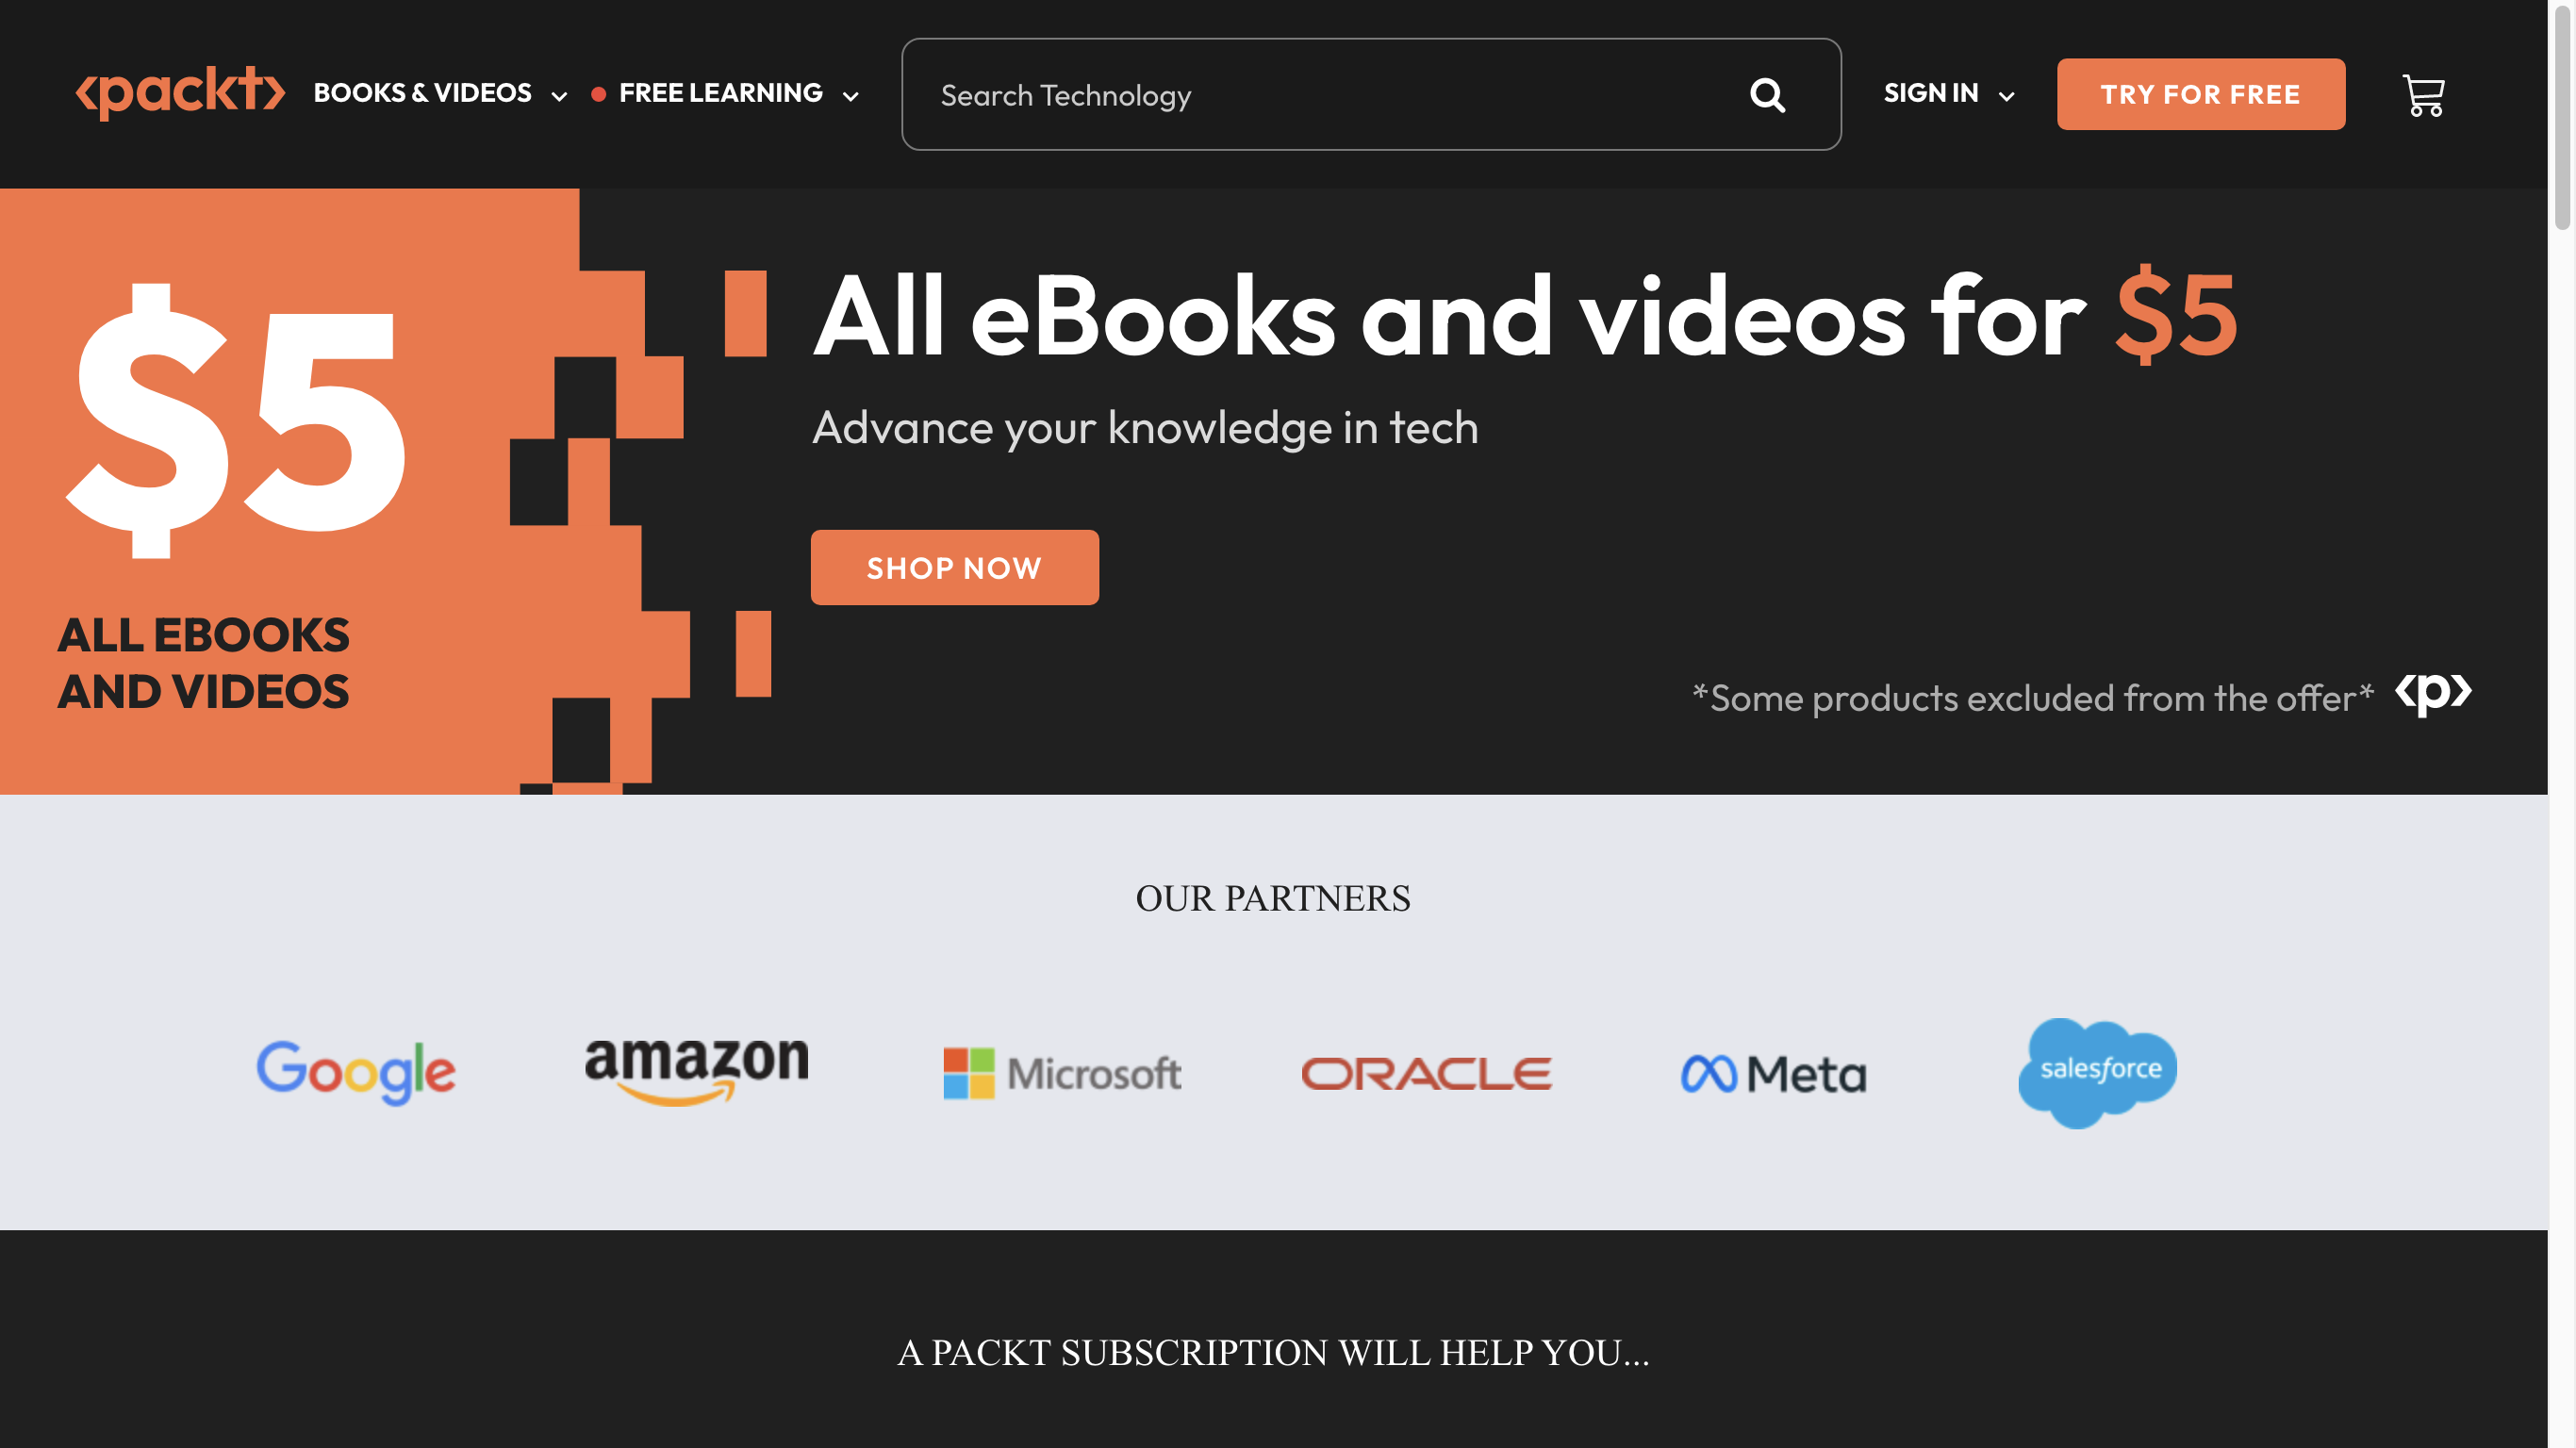 <packt>
BOOKS & VIDEOS
FREE LEARNING
Search Technology
SIGN IN
TRY FOR FREE
$5
ALL EBOOKS
AND VIDEOS
All eBooks and videos for $5
Advance your knowledge in tech
SHOP NOW
*Some products excluded from the offer*
<p>
OUR PARTNERS
Google
amazon
Microsoft
ORACLE
Meta
salesforce
A PACKT SUBSCRIPTION WILL HELP YOU...